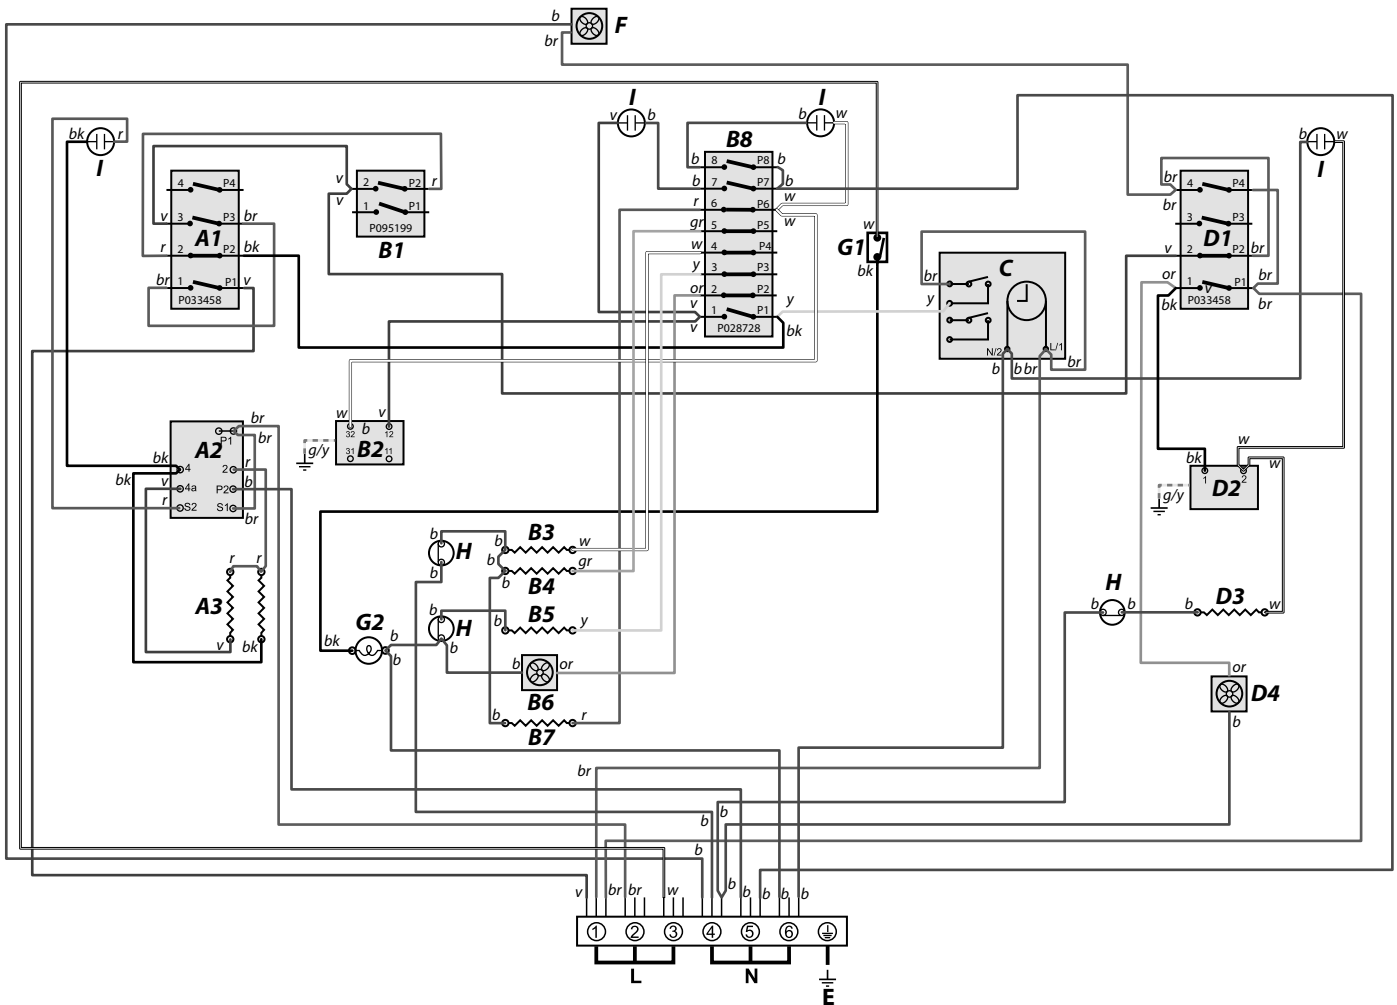 b
F
br
I
bk
r
I
v
b
I
b
w
I
b
w
B8
b
8
P8
b
b
7
P7
b
r
6
P6
w
w
gr
5
P5
w
4
P4
y
3
P3
or
2
P2
v
v
1
P1
y
bk
P028728
4
P4
v
3
P3
br
A1
r
2
P2
bk
br
1
P1
v
P033458
v
v
2
P2
r
1
P1
P095199
B1
w
G1
bk
C
br
y
N/2
L/1
b
b
br
br
br
br
4
P4
3
P3
D1
v
2
P2
br
or
bk
1
v
P1
br
br
P033458
w
v
32
b
12
B2
31
11
g/y
A2
P1
br
br
bk
bk
4
2
r
v
4a
P2
b
r
S2
S1
br
r
r
A3
v
bk
w
w
bk
1
2
D2
g/y
b
H
b
b
B3
w
b
b
B4
gr
b
H
b
b
B5
y
G2
bk
b
b
b
B6
or
b
B7
r
H
b
b
b
D3
w
or
D4
b
br
b
b
b
v
br
br
w
b
b
b
b
b
1
2
3
4
5
6
L
N
E